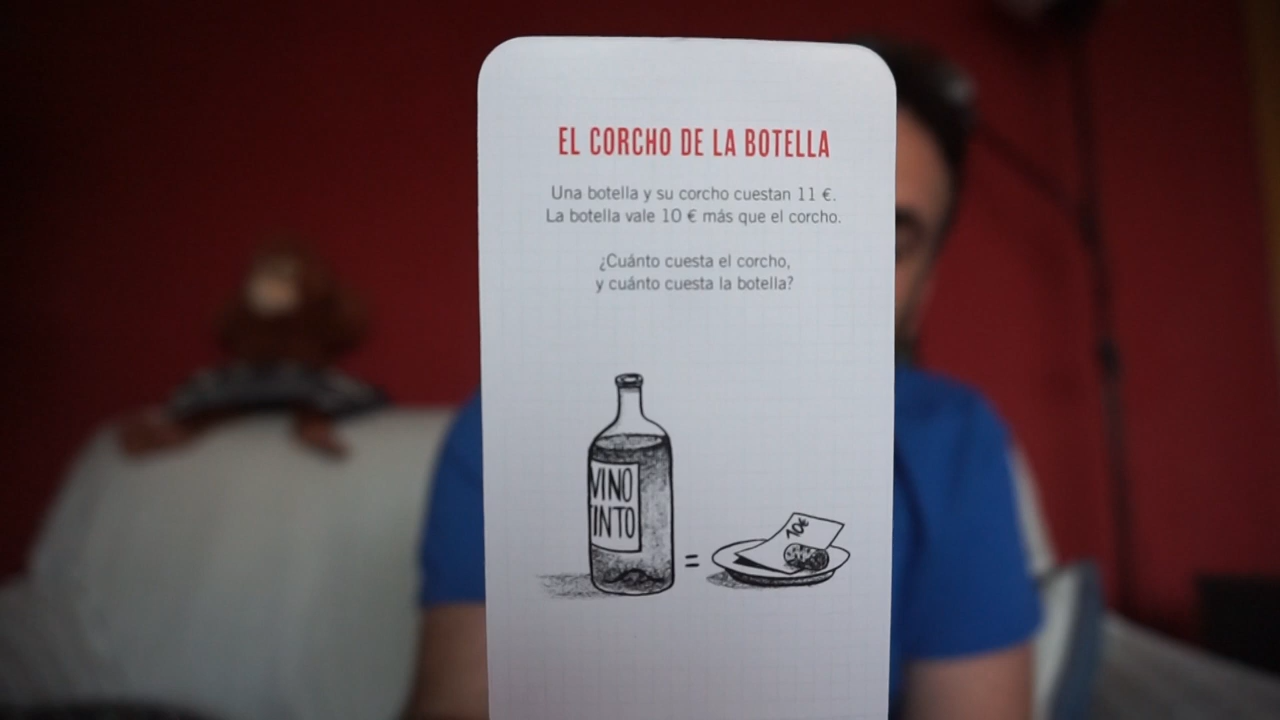 EL CORCHO DE LA BOTELLA
Una botella y su corcho cuestan 11 €.
La botella vale 10 € más que el corcho.
¿Cuánto cuesta el corcho,
y cuánto cuesta la botella?
VINO
TINTO
=
10€